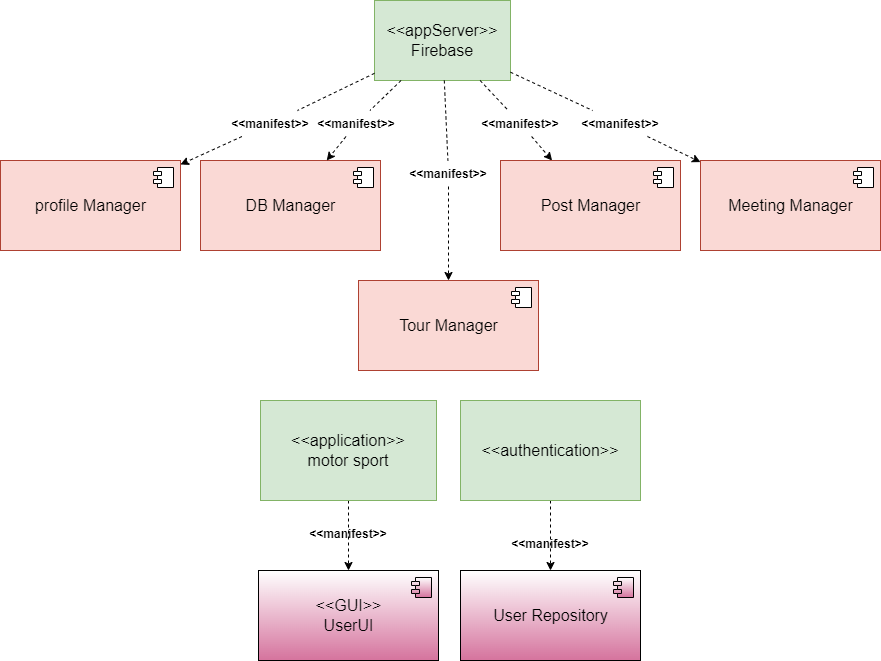 <<appServer>>
Firebase
<<manifest>>
<<manifest>>
<<manifest>>
<<manifest>>
<<manifest>>
profile Manager
DB Manager
Post Manager
Meeting Manager
Tour Manager
<<application>>
motor sport
<<authentication>>
<<manifest>>
<<manifest>>
<<GUI>>
UserUI
User Repository